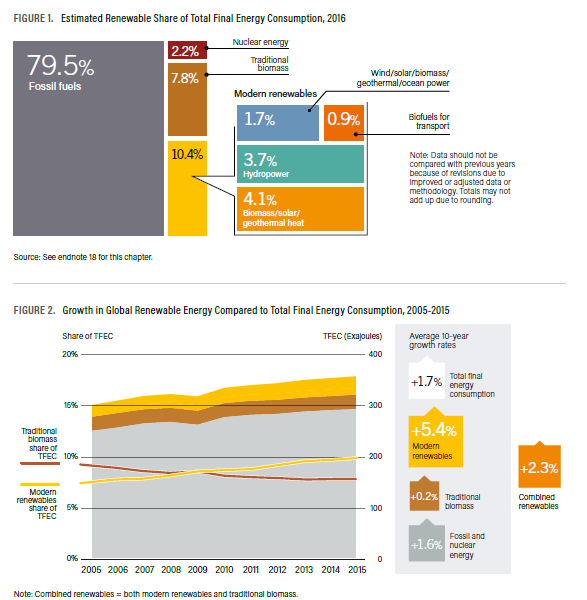 FIGURE 1. Estimated Renewable Share of Total Final Energy Consumption, 2016
79.5%
Fossil fuels
2.2%
Nuclear energy
7.8%
Traditional
biomass
10.4%
Modern renewables
Wind/solar/biomass/
geothermal/ocean power
1.7%
0.9%
Biofuels for
transport
3.7%
Hydropower
4.1%
Biomass/solar/
geothermal heat
Note: Data should not be
compared with previous years
because of revisions due to
improved or adjusted data or
methodology. Totals may not
add up due to rounding.
Source: See endnote 18 for this chapter.
FIGURE 2. Growth in Global Renewable Energy Compared to Total Final Energy Consumption, 2005-2015
Share of TFEC
TFEC (Exajoules)
20%
15%
10%
5%
0%
400
300
200
100
0
Traditional
biomass
share of
TFEC
Modern
renewables
share of
TFEC
2005 2006 2007 2008 2009 2010 2011 2012 2013 2014 2015
Average 10-year
growth rates
+1.7%
Total final
energy
consumption
+5.4%
Modern
renewables
+0.2%
Traditional
biomass
+1.6%
Fossil and
nuclear
energy
+2.3%
Combined
renewables
Note: Combined renewables = both modern renewables and traditional biomass.